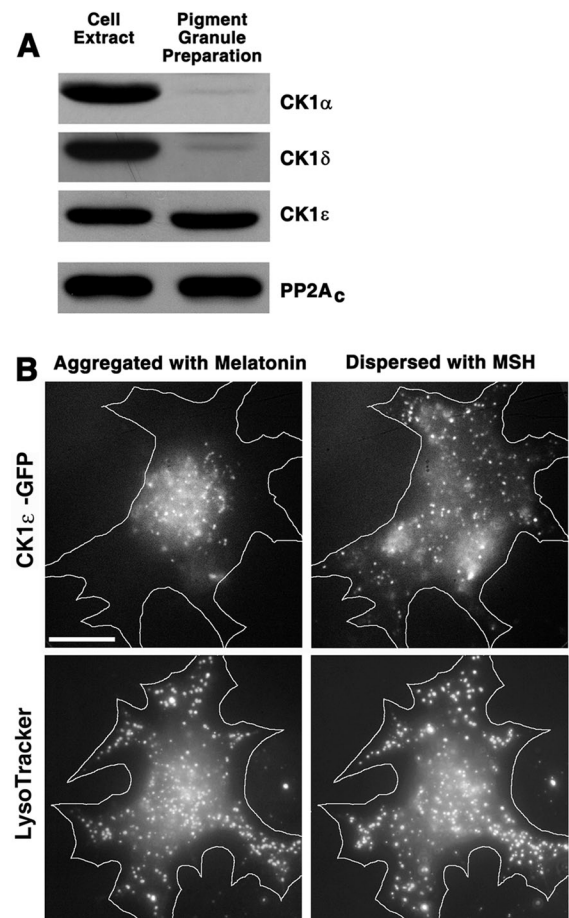 A
Cell
Extract
Pigment
Granule
Preparation
CK1α
CK1δ
CK1ε
PP2Ac
B
Aggregated with Melatonin
Dispersed with MSH
CK1ε -GFP
LysoTracker